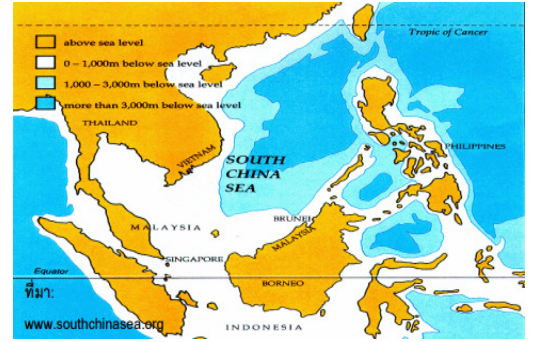 Tropic of Cancer
above sea level
0 – 1,000m below sea level
1,000 – 3,000m below sea level
more than 3,000m below sea level
THAILAND
VIETNAM
PHILIPPINES
SOUTH
CHINA
SEA
BRUNEI
MALAYSIA
MALAYSIA
SINGAPORE
Equator
BORNEO
ที่มา:
www.southchinasea.org
INDONESIA